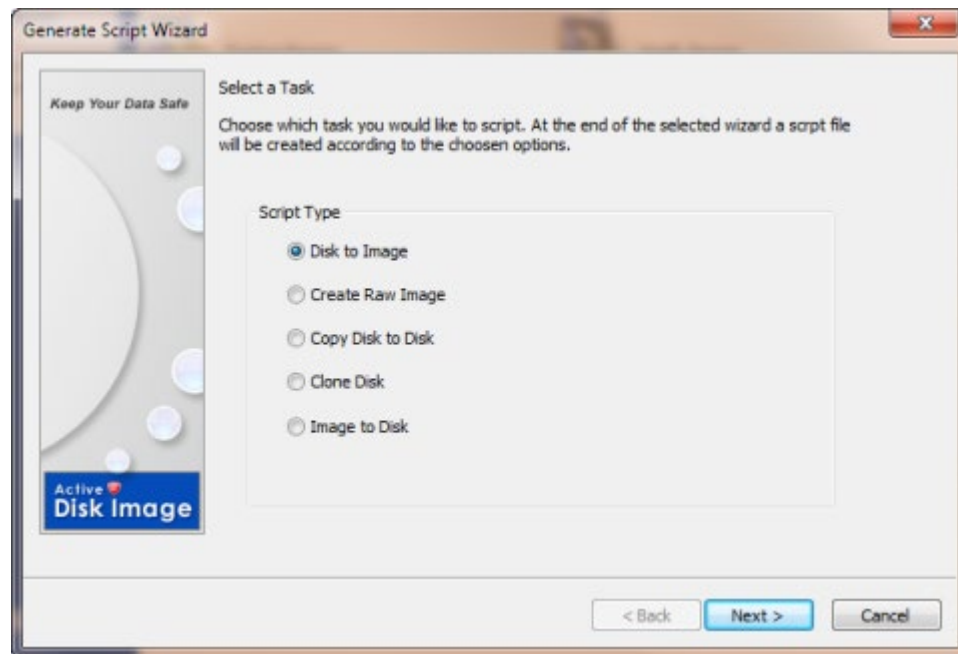 Generate Script Wizard
Keep Your Data Safe
Select a Task
Choose which task you would like to script. At the end of the selected wizard a scrpt file
will be created according to the choosen options.
Script Type
Disk to Image
Create Raw Image
Copy Disk to Disk
Clone Disk
Image to Disk
Active
Disk Image
< Back
Next >
Cancel